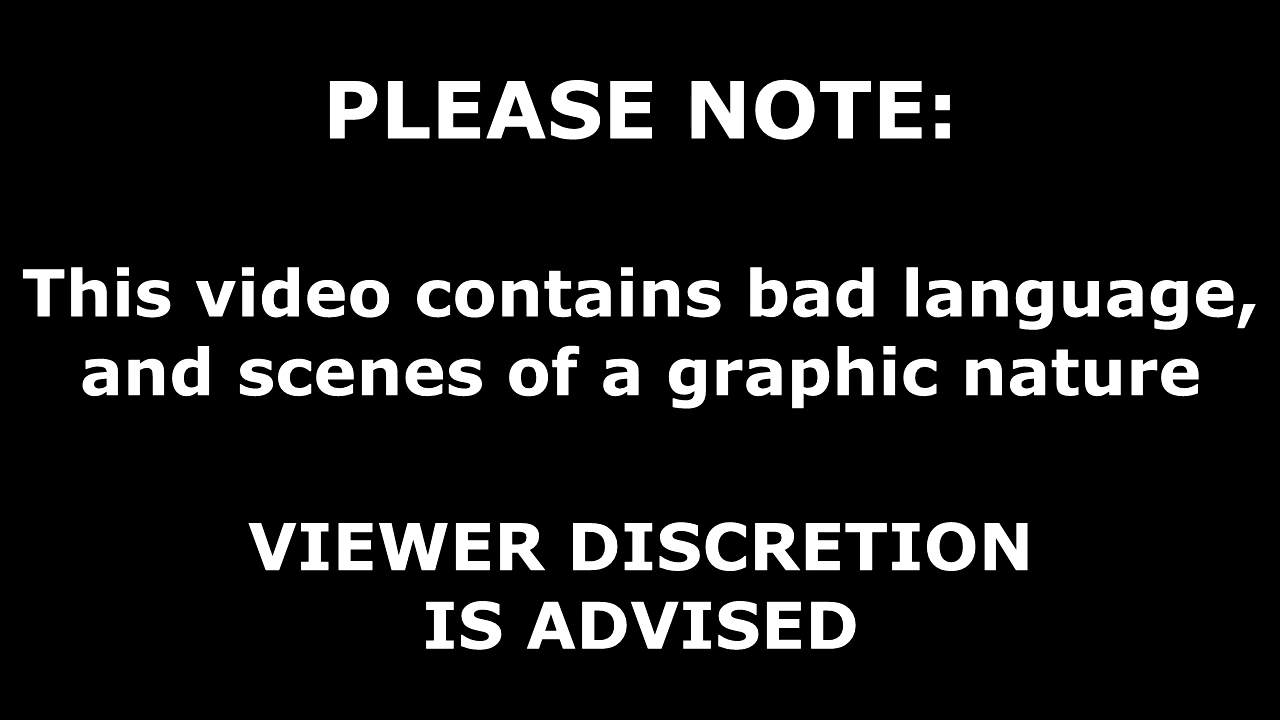 PLEASE NOTE:
This video contains bad language,
and scenes of a graphic nature
VIEWER DISCRETION
IS ADVISED